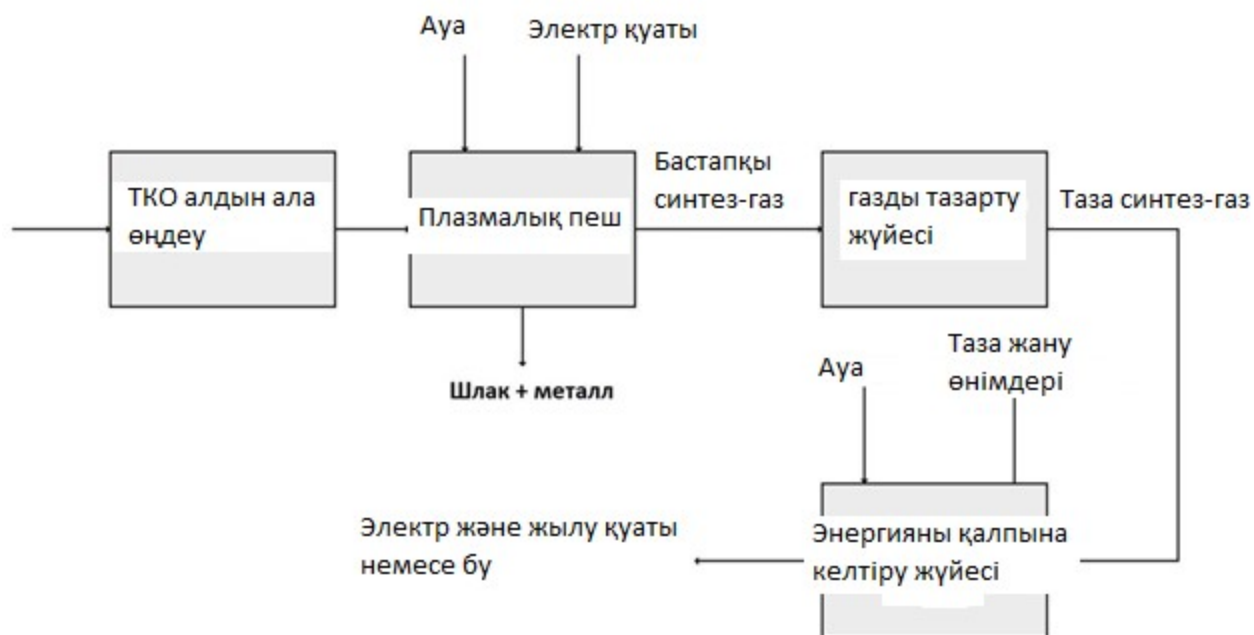 Ауа
Электр қуаты
ТКО алдын ала
өңдеу
Плазмалық пеш
Бастапқы
синтез-газ
газды тазарту
жүйесі
Таза синтез-газ
Шлак + металл
Ауа
Таза жану
өнімдері
Энергияны қалпына
келтіру жүйесі
Электр және жылу қуаты
немесе бу